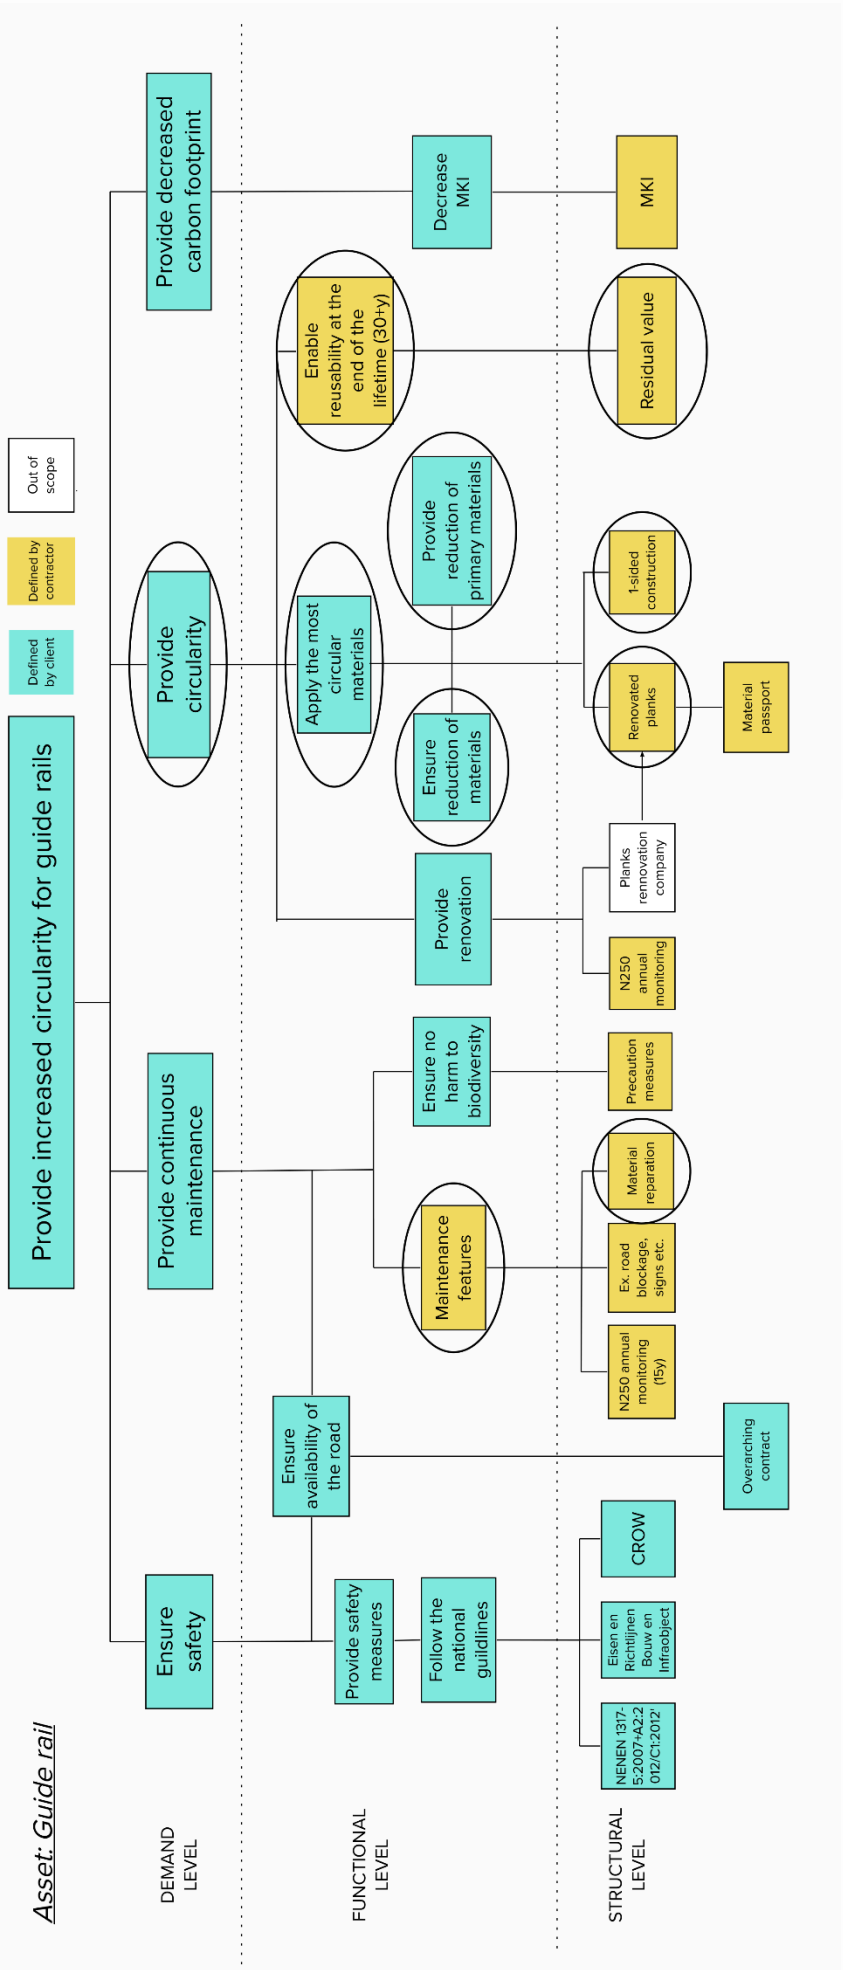 Asset: Guide rail
Provide increased circularity for guide rails
Defined
by client
Defined by
contractor
Out of
scope
DEMAND
LEVEL
Ensure
safety
Provide continuous
maintenance
Provide
circularity
Provide decreased
carbon footprint
FUNCTIONAL
LEVEL
Ensure
availability of
the road
Provide safety
measures
Follow the
national
guildlines
Maintenance
features
Ensure no
harm to
biodiversity
Provide
renovation
Apply the most
circular
materials
Ensure
reduction of
materials
Provide
reduction of
primary materials
Enable
reusability at the
end of the
lifetime (30+y)
Decrease
MKI
STRUCTURAL
LEVEL
NENEN 1317-
5:2007+A2:2
012/C1:2012'
Eisen en
Richtlijnen
Bouw en
Infraobject
CROW
Overarching
contract
N250 annual
monitoring
(15y)
Ex. road
blockage,
signs etc.
Material
reparation
Precaution
measures
N250
annual
monitoring
Planks
rennovation
company
Renovated
planks
Material
passport
1-sided
construction
Residual value
MKI